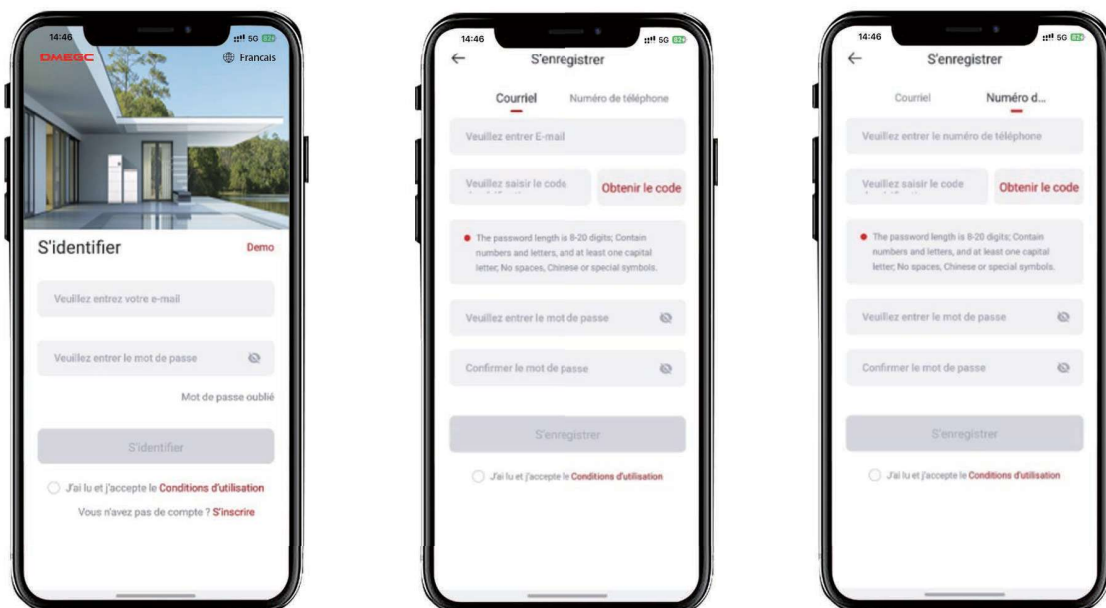 14:46 5G 82
DMEGC Francais
S'identifier Demo
Veuillez entrez votre e-mail
Veuillez entrer le mot de passe
Mot de passe oublié
S'identifier
J'ai lu et j'accepte le Conditions d'utilisation
Vous n'avez pas de compte ? S'inscrire
14:46 5G 82
S'enregistrer
Courriel Numéro de téléphone
Veuillez entrer E-mail
Veuillez saisir le code
Obtenir le code
The password length is 8-20 digits; Contain
numbers and letters, and at least one capital
letter; No spaces, Chinese or special symbols.
Veuillez entrer le mot de passe
Confirmer le mot de passe
S'enregistrer
J'ai lu et j'accepte le Conditions d'utilisation
14:46 5G 82
S'enregistrer
Courriel Numéro d...
Veuillez entrer le numéro de téléphone
Veuillez saisir le code
Obtenir le code
The password length is 8-20 digits; Contain
numbers and letters, and at least one capital
letter; No spaces, Chinese or special symbols.
Veuillez entrer le mot de passe
Confirmer le mot de passe
S'enregistrer
J'ai lu et j'accepte le Conditions d'utilisation